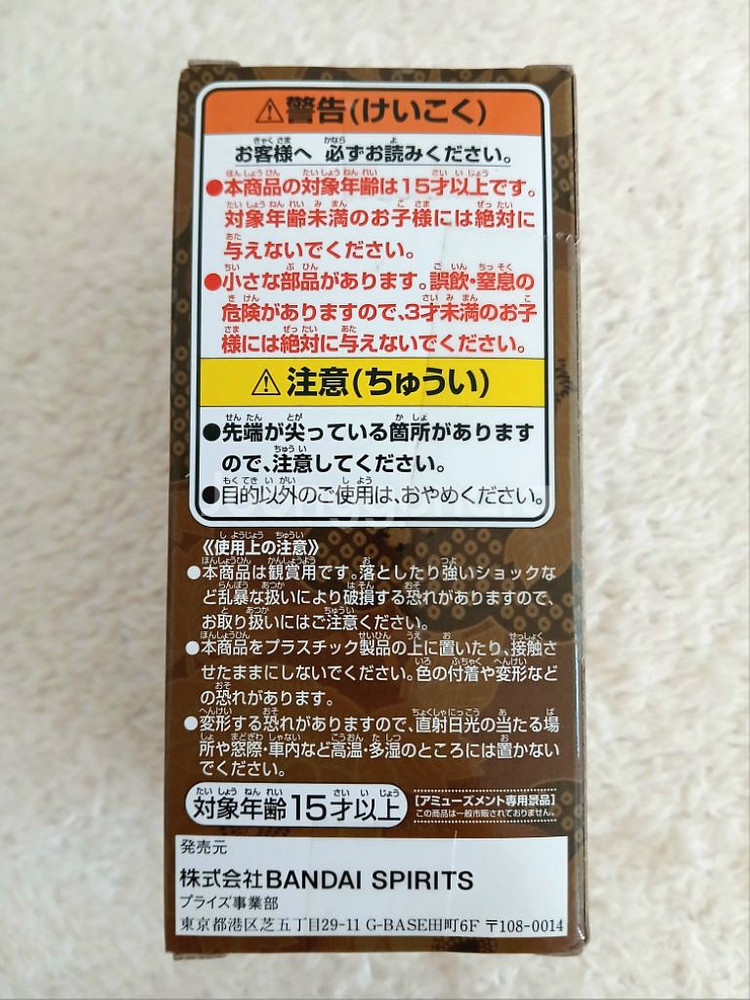 ⚠警告(けいこく)
お客様へ 必ずお読みください。
●本商品の対象年齢は15才以上です。
対象年齢未満のお子様には絶対に
与えないでください。
●小さな部品があります。誤飲・窒息の
危険がありますので、3才未満のお子
様には絶対に与えないでください。
⚠注意(ちゅうい)
●先端が尖っている箇所があります
ので、注意してください。
●目的以外のご使用は、おやめください。
《使用上の注意》
●本商品は観賞用です。落としたり強いショックな
ど乱暴な扱いにより破損する恐れがありますので、
お取り扱いにはご注意ください。
●本商品をプラスチック製品の上に置いたり、接触さ
せたままにしないでください。色の付着や変形など
の恐れがあります。
●変形する恐れがありますので、直射日光の当たる場
所や窓際・車内など高温・多湿のところには置かない
でください。
対象年齢15才以上
[アミューズメント専用景品]
この商品は一般市販されておりません。
発売元
株式会社BANDAI SPIRITS
プライズ事業部
東京都港区芝五丁目29-11 G-BASE田町6F 〒108-0014